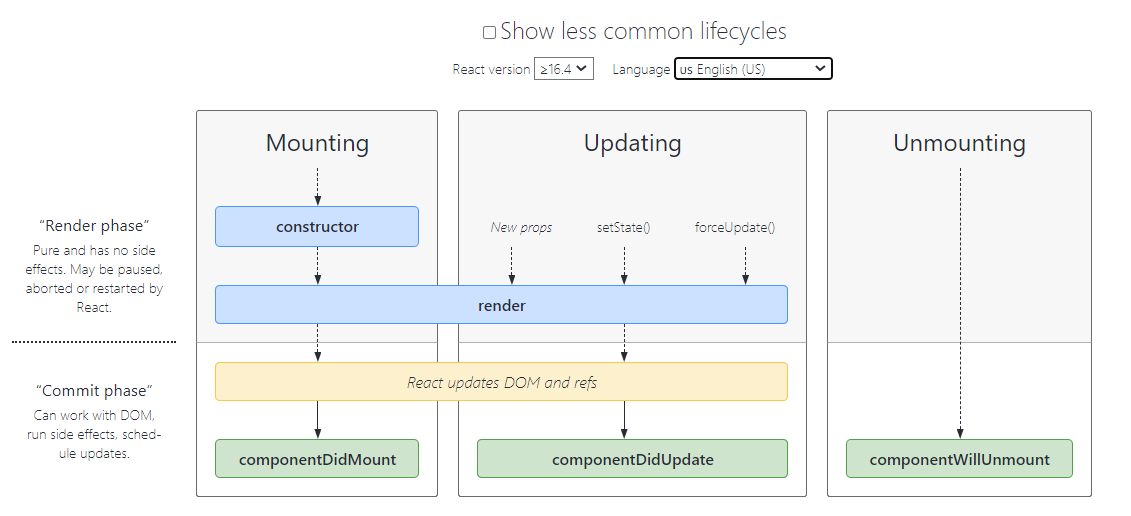 Show less common lifecycles
React version ≥16.4 Language us English (US)
Mounting Updating Unmounting
“Render phase”
Pure and has no side
effects. May be paused,
aborted or restarted by
React.
constructor
New props setState() forceUpdate()
render
“Commit phase”
Can work with DOM,
run side effects, sched-
ule updates.
React updates DOM and refs
componentDidMount componentDidUpdate componentWillUnmount